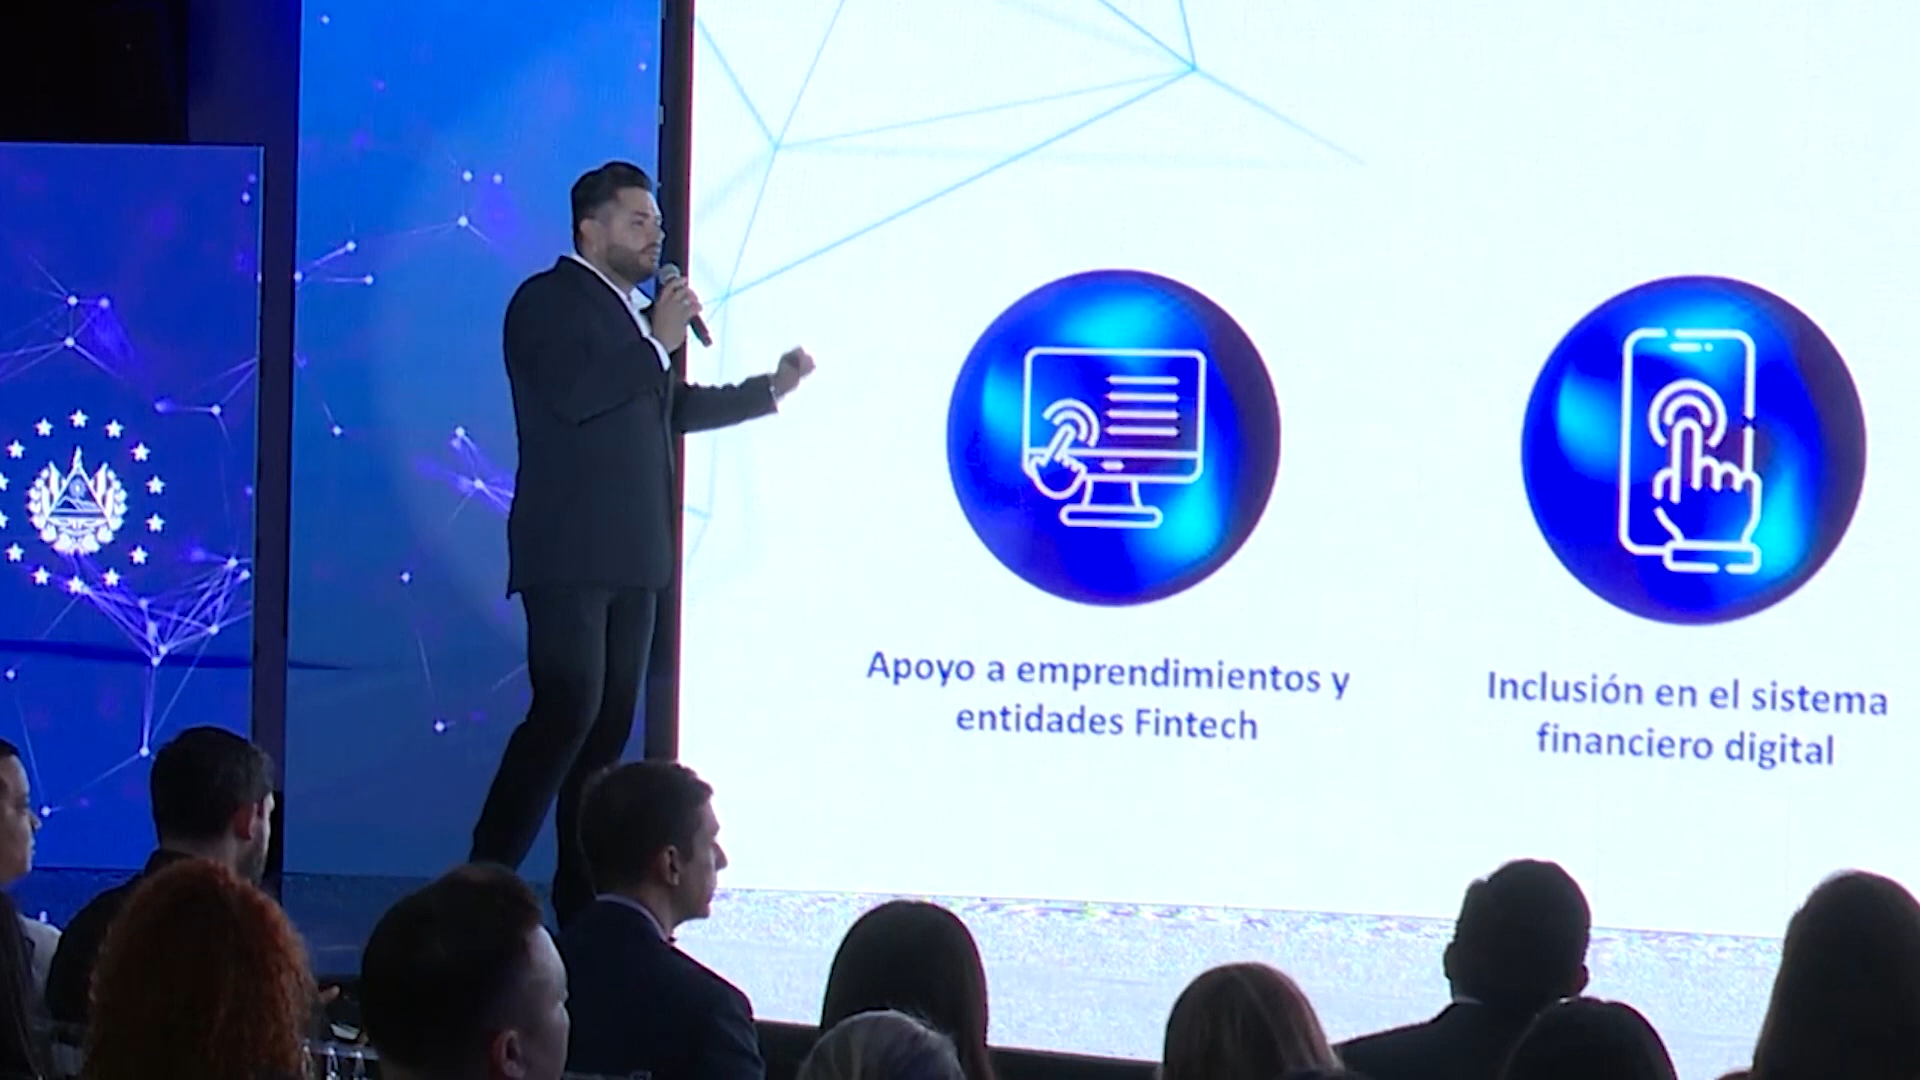 Apoyo a emprendimientos y
entidades Fintech
Inclusión en el sistema
financiero digital